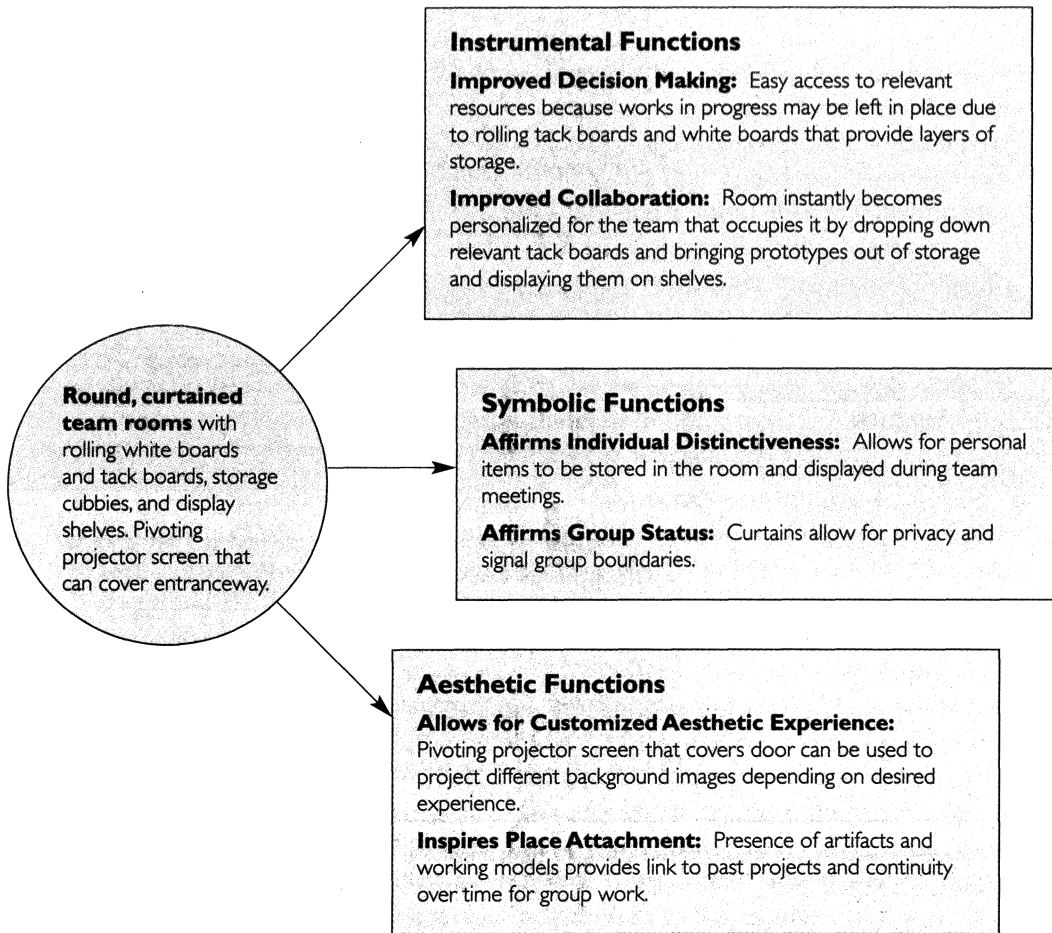 Instrumental Functions
Improved Decision Making: Easy access to relevant
resources because works in progress may be left in place due
to rolling tack boards and white boards that provide layers of
storage.
Improved Collaboration: Room instantly becomes
personalized for the team that occupies it by dropping down
relevant tack boards and bringing prototypes out of storage
and displaying them on shelves.
Round, curtained
team rooms with
rolling white boards
and tack boards, storage
cubbies, and display
shelves. Pivoting
projector screen that
can cover entranceway.
Symbolic Functions
Affirms Individual Distinctiveness: Allows for personal
items to be stored in the room and displayed during team
meetings.
Affirms Group Status: Curtains allow for privacy and
signal group boundaries.
Aesthetic Functions
Allows for Customized Aesthetic Experience:
Pivoting projector screen that covers door can be used to
project different background images depending on desired
experience.
Inspires Place Attachment: Presence of artifacts and
working models provides link to past projects and continuity
over time for group work.